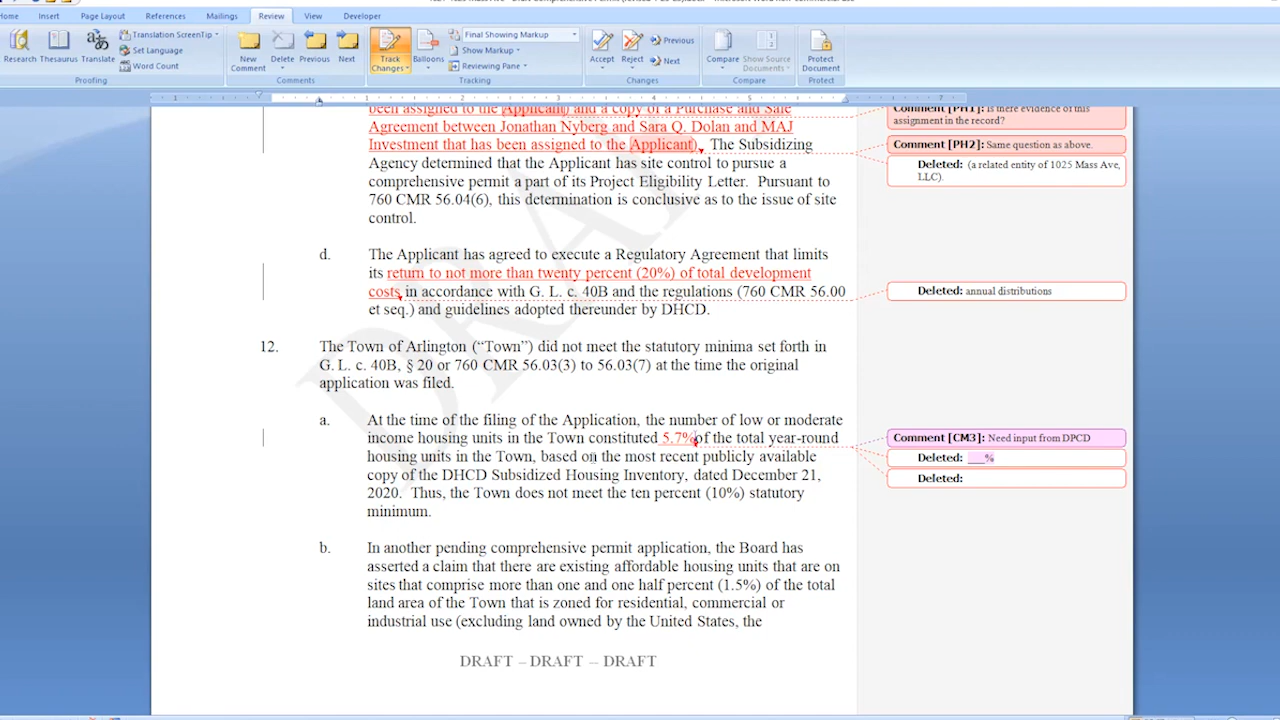 Home Insert Page Layout References Mailings Review View Developer
Research Thesaurus Translate
Translation ScreenTip
Set Language
Word Count
Proofing
New Comment Delete Previous Next
Comments
Track Changes Balloons
Final Showing Markup
Show Markup
Reviewing Pane
Tracking
Accept Reject
Previous
Next
Changes
Compare Show Source Documents
Compare
Protect Document
Protect
been assigned to the Applicant) and a copy of a Purchase and Sale
Agreement between Jonathan Nyberg and Sara Q. Dolan and MAJ
Investment that has been assigned to the Applicant). The Subsidizing
Agency determined that the Applicant has site control to pursue a
comprehensive permit a part of its Project Eligibility Letter. Pursuant to
760 CMR 56.04(6), this determination is conclusive as to the issue of site
control.
d. The Applicant has agreed to execute a Regulatory Agreement that limits
its return to not more than twenty percent (20%) of total development
costs in accordance with G. L. c. 40B and the regulations (760 CMR 56.00
et seq.) and guidelines adopted thereunder by DHCD.
12. The Town of Arlington (“Town”) did not meet the statutory minima set forth in
G. L. c. 40B, § 20 or 760 CMR 56.03(3) to 56.03(7) at the time the original
application was filed.
a. At the time of the filing of the Application, the number of low or moderate
income housing units in the Town constituted 5.7%of the total year-round
housing units in the Town, based on the most recent publicly available
copy of the DHCD Subsidized Housing Inventory, dated December 21,
2020. Thus, the Town does not meet the ten percent (10%) statutory
minimum.
b. In another pending comprehensive permit application, the Board has
asserted a claim that there are existing affordable housing units that are on
sites that comprise more than one and one half percent (1.5%) of the total
land area of the Town that is zoned for residential, commercial or
industrial use (excluding land owned by the United States, the
DRAFT – DRAFT – DRAFT
Comment [PH1]: Is there evidence of this
assignment in the record?
Comment [PH2]: Same question as above.
Deleted: (a related entity of 1025 Mass Ave,
LLC).
Deleted: annual distributions
Comment [CM3]: Need input from DPCD
Deleted: ___%
Deleted:
DRAFT